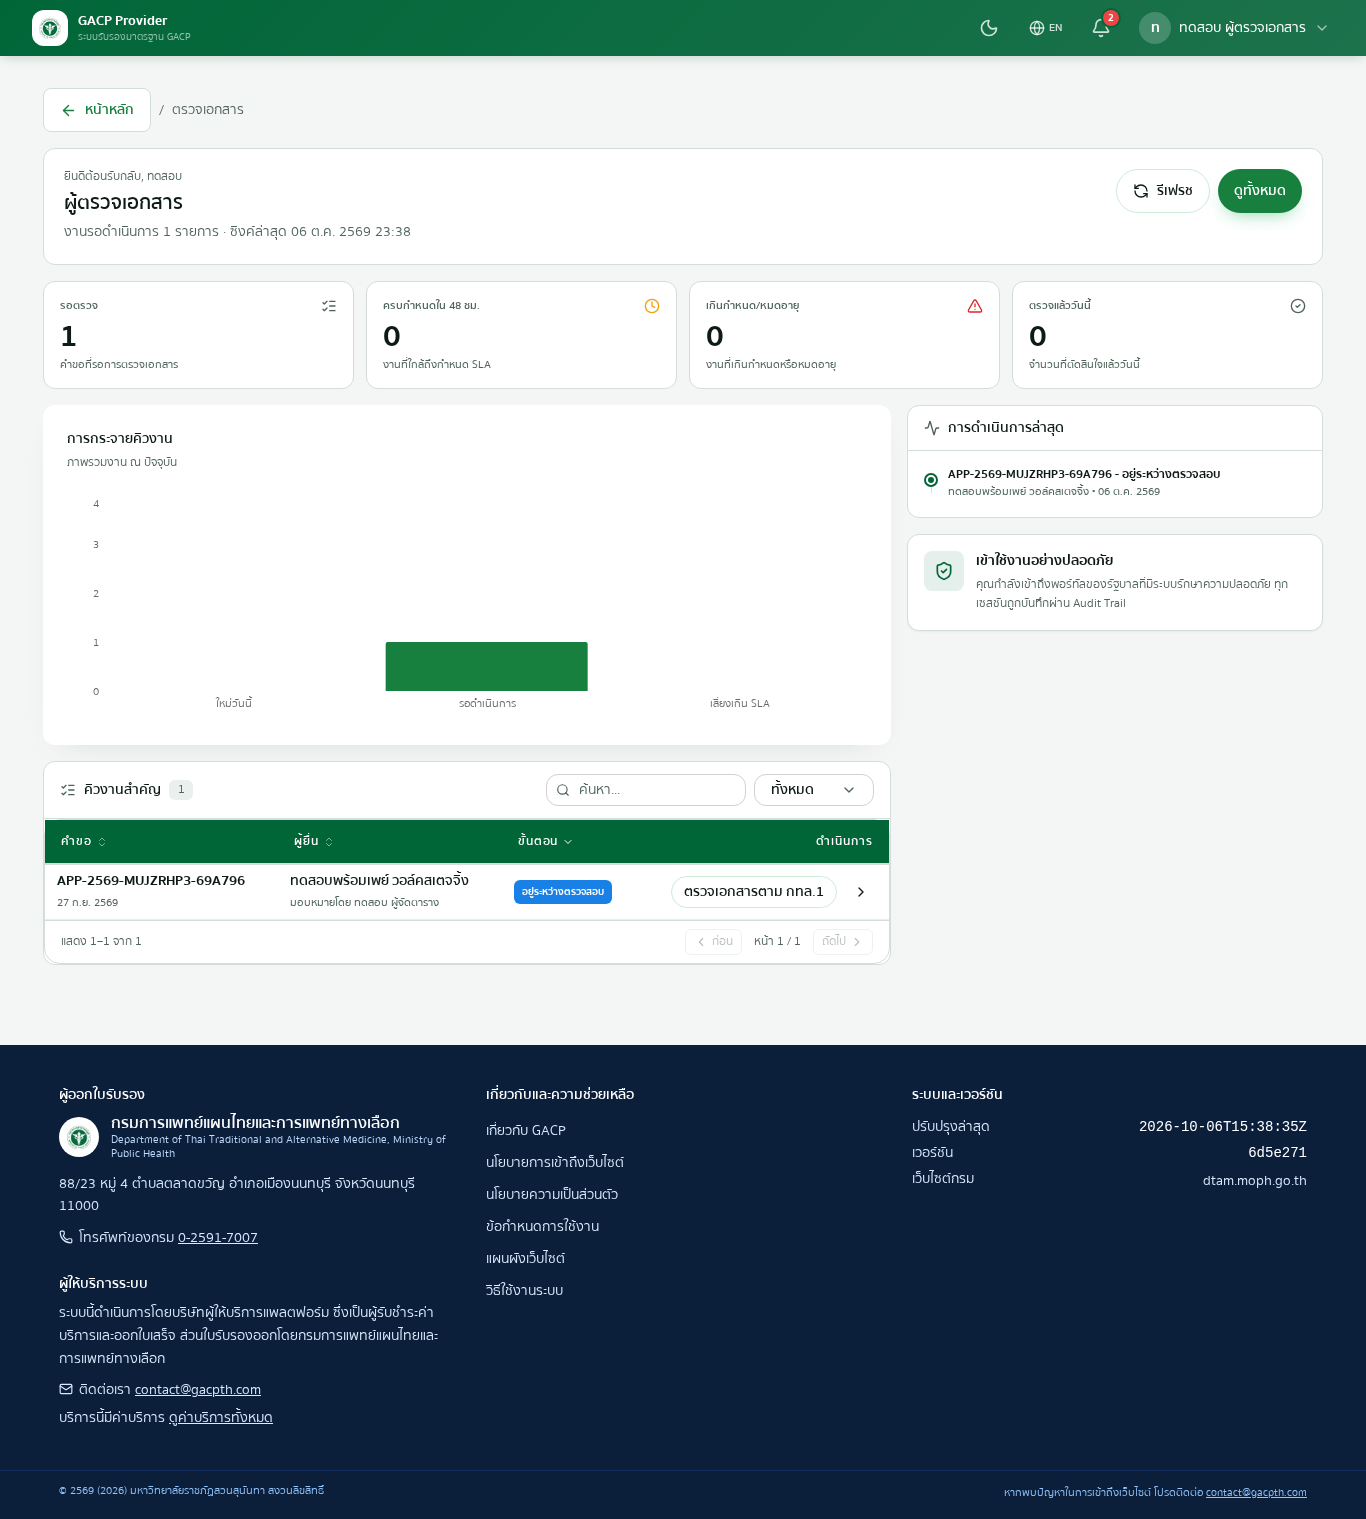 GACP Provider
ระบบรับรองมาตรฐาน GACP
EN
2
ท
ทดสอบ ผู้ตรวจเอกสาร
หน้าหลัก / ตรวจเอกสาร
ยินดีต้อนรับกลับ, ทดสอบ
ผู้ตรวจเอกสาร
งานรอดำเนินการ 1 รายการ · ซิงค์ล่าสุด 06 ต.ค. 2569 23:38
รีเฟรช
ดูทั้งหมด
รอตรวจ
1
คำขอที่รอการตรวจเอกสาร
ครบกำหนดใน 48 ชม.
0
งานที่ใกล้ถึงกำหนด SLA
เกินกำหนด/หมดอายุ
0
งานที่เกินกำหนดหรือหมดอายุ
ตรวจแล้ววันนี้
0
จำนวนที่ตัดสินใจแล้ววันนี้
การกระจายคิวงาน
ภาพรวมงาน ณ ปัจจุบัน
4
3
2
1
0
ใหม่วันนี้
รอดำเนินการ
เสี่ยงเกิน SLA
การดำเนินการล่าสุด
APP-2569-MUJZRHP3-69A796 - อยู่ระหว่างตรวจสอบ
ทดสอบพร้อมเพย์ วอล์คสเตจจิ้ง • 06 ต.ค. 2569
เข้าใช้งานอย่างปลอดภัย
คุณกำลังเข้าถึงพอร์ทัลของรัฐบาลที่มีระบบรักษาความปลอดภัย ทุก
เซสชันถูกบันทึกผ่าน Audit Trail
คิวงานสำคัญ 1
ค้นหา...
ทั้งหมด
คำขอ ผู้ยื่น ขั้นตอน ดำเนินการ
APP-2569-MUJZRHP3-69A796
27 ก.ย. 2569
ทดสอบพร้อมเพย์ วอล์คสเตจจิ้ง
มอบหมายโดย ทดสอบ ผู้จัดตาราง
อยู่ระหว่างตรวจสอบ
ตรวจเอกสารตาม กทล.1
แสดง 1–1 จาก 1
ก่อน หน้า 1 / 1 ถัดไป
ผู้ออกใบรับรอง
กรมการแพทย์แผนไทยและการแพทย์ทางเลือก
Department of Thai Traditional and Alternative Medicine, Ministry of
Public Health
88/23 หมู่ 4 ตำบลตลาดขวัญ อำเภอเมืองนนทบุรี จังหวัดนนทบุรี
11000
โทรศัพท์ของกรม 0-2591-7007
ผู้ให้บริการระบบ
ระบบนี้ดำเนินการโดยบริษัทผู้ให้บริการแพลตฟอร์ม ซึ่งเป็นผู้รับชำระค่า
บริการและออกใบเสร็จ ส่วนใบรับรองออกโดยกรมการแพทย์แผนไทยและ
การแพทย์ทางเลือก
ติดต่อเรา contact@gacpth.com
บริการนี้มีค่าบริการ ดูค่าบริการทั้งหมด
เกี่ยวกับและความช่วยเหลือ
เกี่ยวกับ GACP
นโยบายการเข้าถึงเว็บไซต์
นโยบายความเป็นส่วนตัว
ข้อกำหนดการใช้งาน
แผนผังเว็บไซต์
วิธีใช้งานระบบ
ระบบและเวอร์ชัน
ปรับปรุงล่าสุด 2026-10-06T15:38:35Z
เวอร์ชัน 6d5e271
เว็บไซต์กรม dtam.moph.go.th
© 2569 (2026) มหาวิทยาลัยราชภัฏสวนสุนันทา สงวนลิขสิทธิ์
หากพบปัญหาในการเข้าถึงเว็บไซต์ โปรดติดต่อ contact@gacpth.com